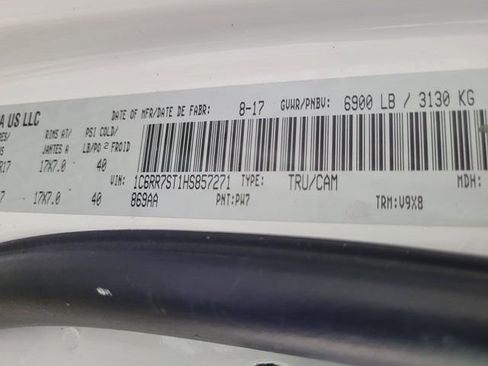 A US LLC
DATE OF MFR/DATE DE FABR: 8-17 GVWR/PNBV: 6900 LB / 3130 KG
RIMS AT/ PSI COLD/
JANTES A LB/PO² FROID
R17 17X7.0 40
VIN: 1C6RR7ST1HS857271 TYPE: TRU/CAM MDH:
17X7.0 40 869AA PNT:PW7 TRM:V9X8